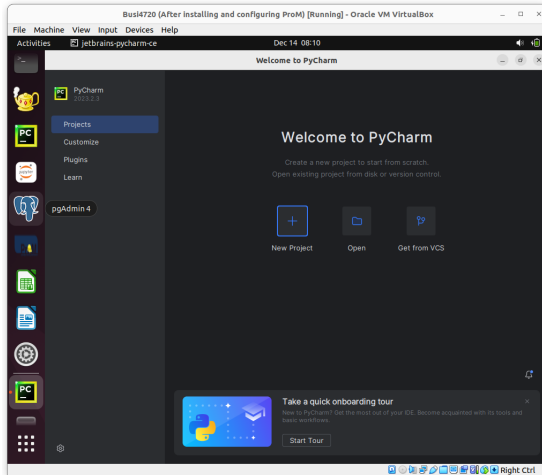 Busi4720 (After installing and configuring ProM) [Running] - Oracle VM VirtualBox
File Machine View Input Devices Help
Activities jetbrains-pycharm-ce Dec 14 08:10
Welcome to PyCharm
PyCharm
2023.2.3
Projects
Customize
Plugins
Learn
pgAdmin 4
Welcome to PyCharm
Create a new project to start from scratch.
Open existing project from disk or version control.
New Project Open Get from VCS
Take a quick onboarding tour
New to PyCharm? Get the most out of your IDE. Become acquainted with its tools and
basic workflows.
Start Tour
PC
PC
PC
Right Ctrl